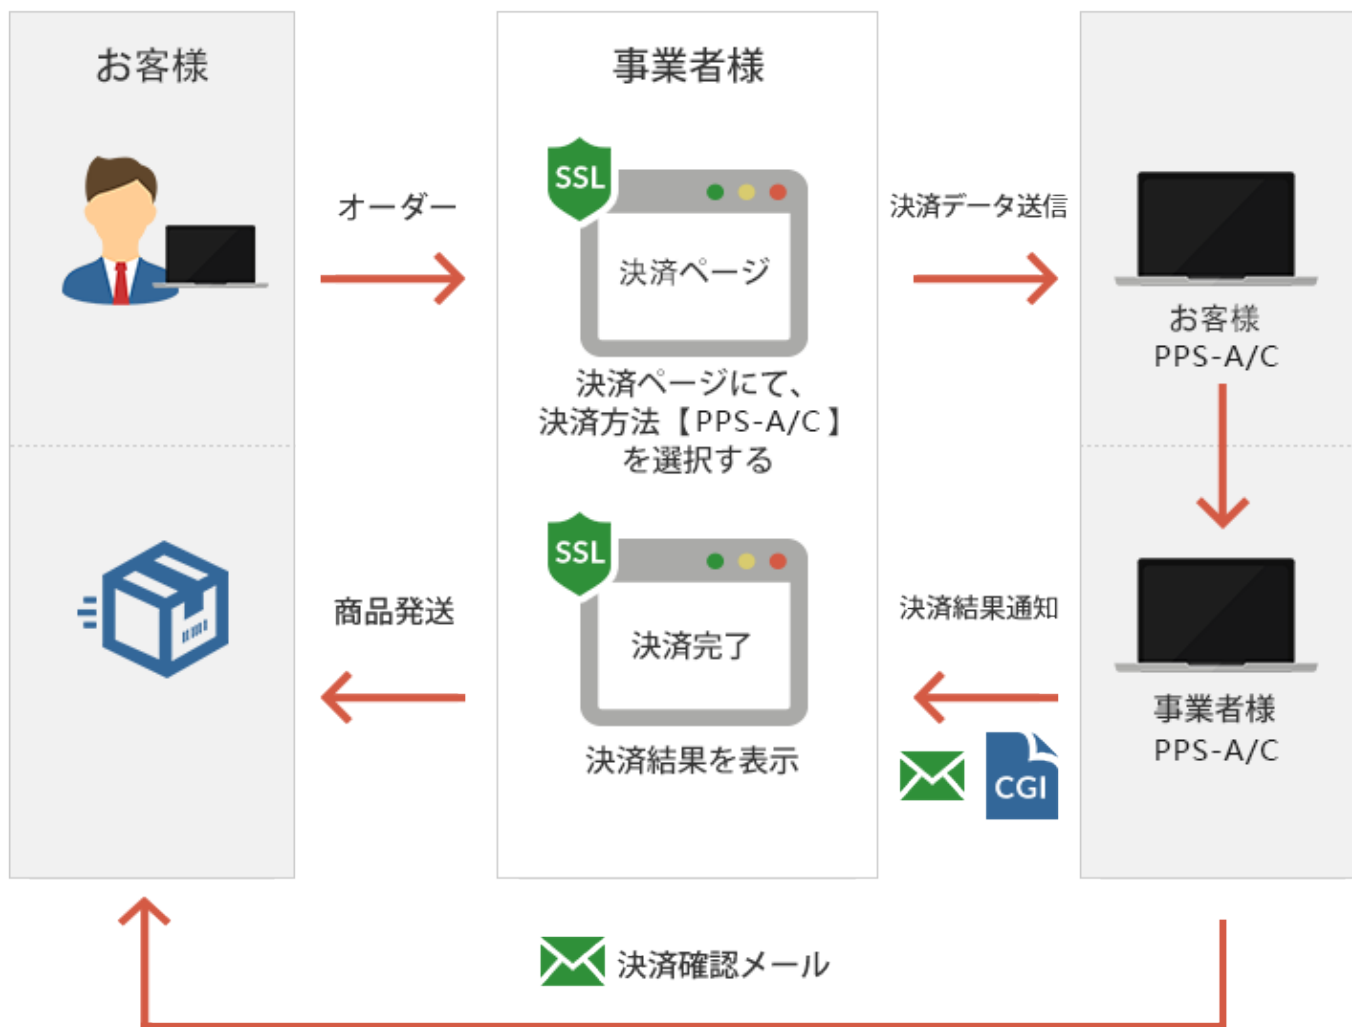 お客様
事業者様
SSL
オーダー
決済ページ
決済データ送信
お客様
PPS-A/C
決済ページにて、
決済方法【PPS-A/C】
を選択する
SSL
商品発送
決済完了
決済結果通知
決済結果を表示
CGI
事業者様
PPS-A/C
決済確認メール